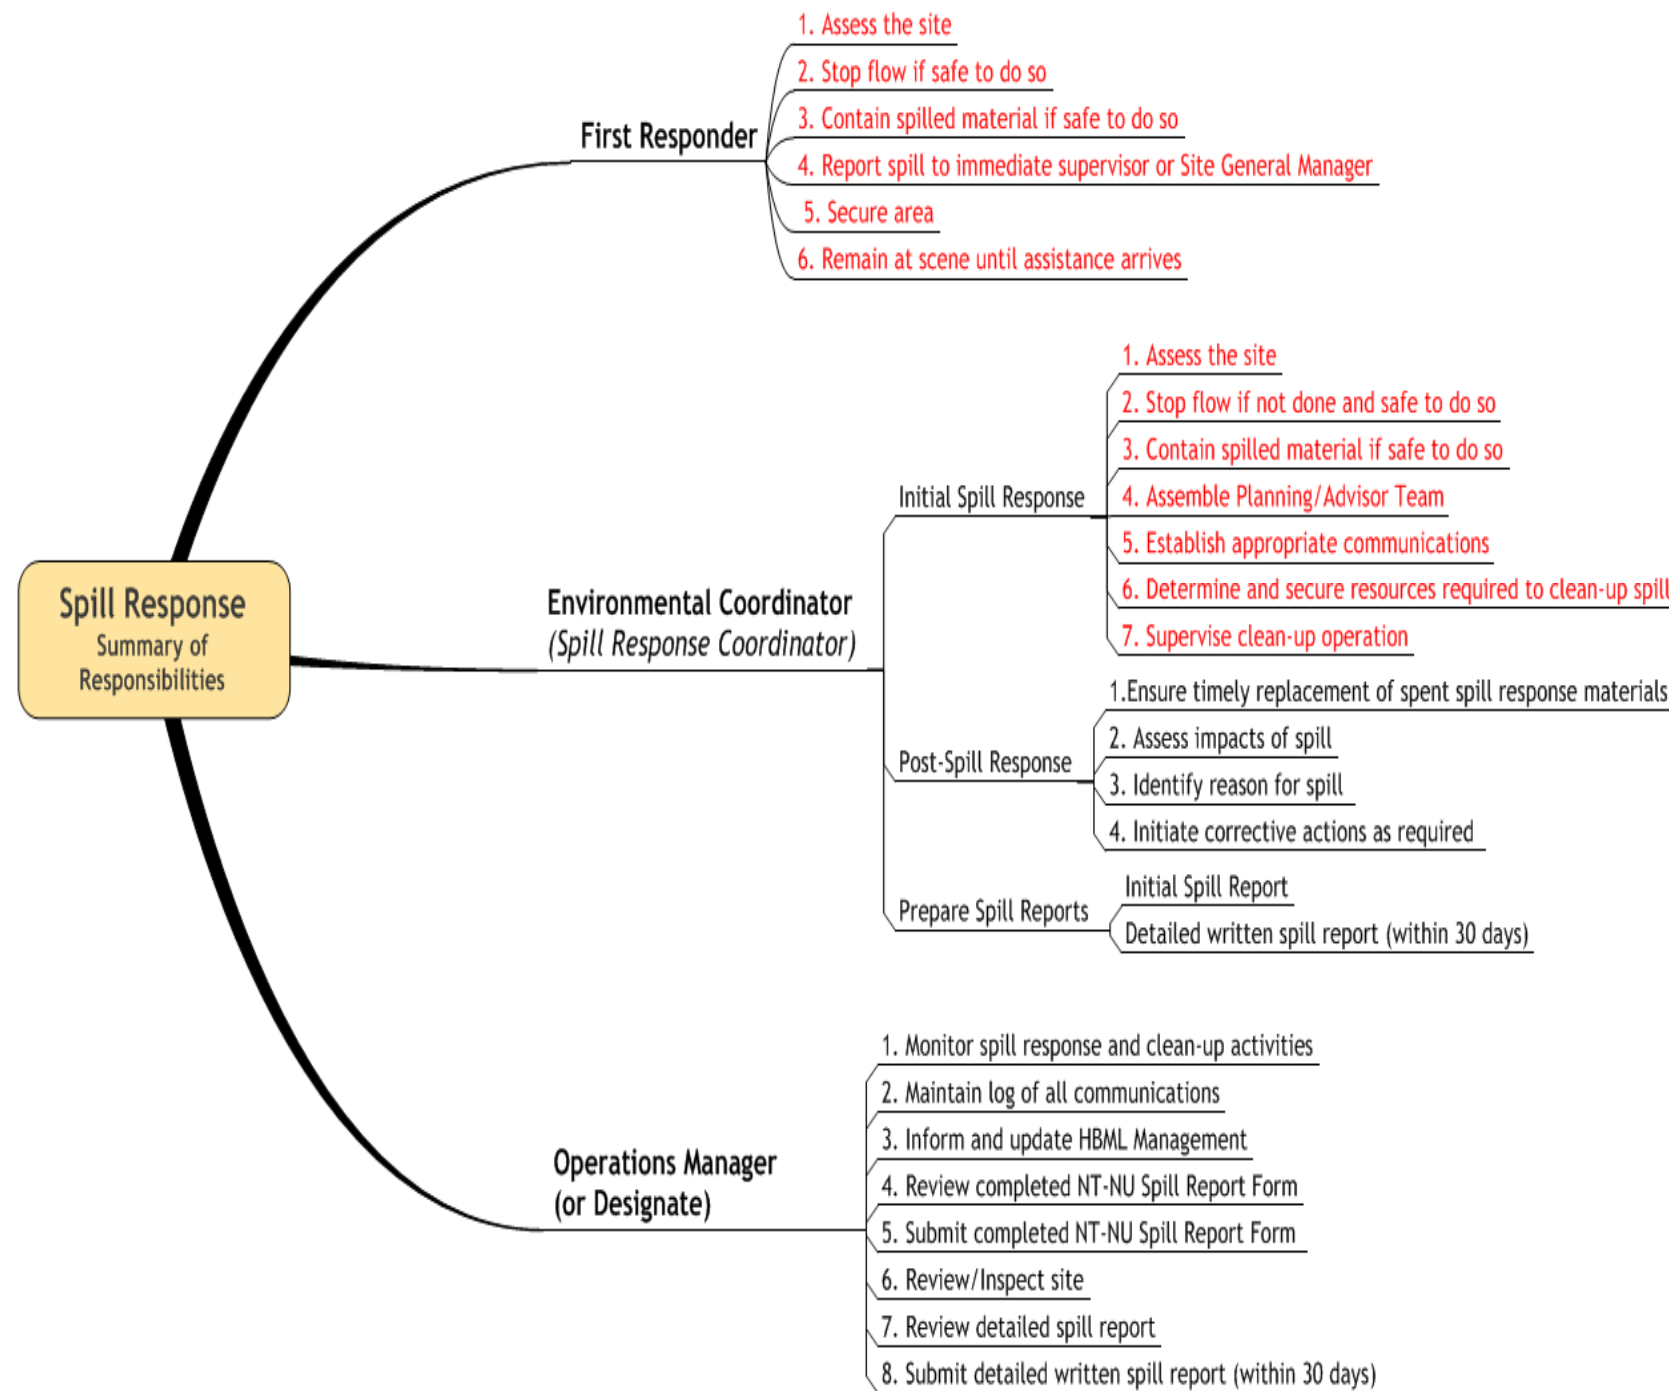 Spill Response
Summary of
Responsibilities
First Responder
1. Assess the site
2. Stop flow if safe to do so
3. Contain spilled material if safe to do so
4. Report spill to immediate supervisor or Site General Manager
5. Secure area
6. Remain at scene until assistance arrives
Environmental Coordinator
(Spill Response Coordinator)
Initial Spill Response
1. Assess the site
2. Stop flow if not done and safe to do so
3. Contain spilled material if safe to do so
4. Assemble Planning/Advisor Team
5. Establish appropriate communications
6. Determine and secure resources required to clean-up spill
7. Supervise clean-up operation
Post-Spill Response
1.Ensure timely replacement of spent spill response materials
2. Assess impacts of spill
3. Identify reason for spill
4. Initiate corrective actions as required
Prepare Spill Reports
Initial Spill Report
Detailed written spill report (within 30 days)
Operations Manager
(or Designate)
1. Monitor spill response and clean-up activities
2. Maintain log of all communications
3. Inform and update HBML Management
4. Review completed NT-NU Spill Report Form
5. Submit completed NT-NU Spill Report Form
6. Review/Inspect site
7. Review detailed spill report
8. Submit detailed written spill report (within 30 days)